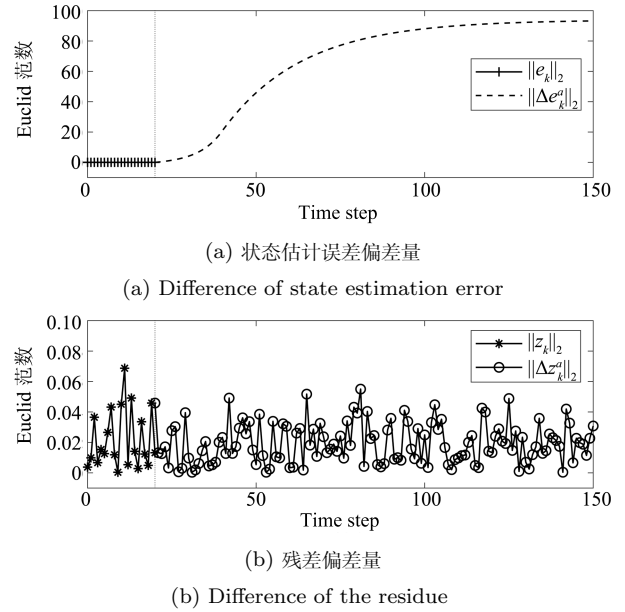 100
80
60
40
20
0
Euclid 范数
||e_k||_2
||Δe_k^a||_2
0 50 100 150
Time step
(a) 状态估计误差偏差量
(a) Difference of state estimation error
0.10
0.08
0.06
0.04
0.02
0
Euclid 范数
||z_k||_2
||Δz_k^a||_2
0 50 100 150
Time step
(b) 残差偏差量
(b) Difference of the residue